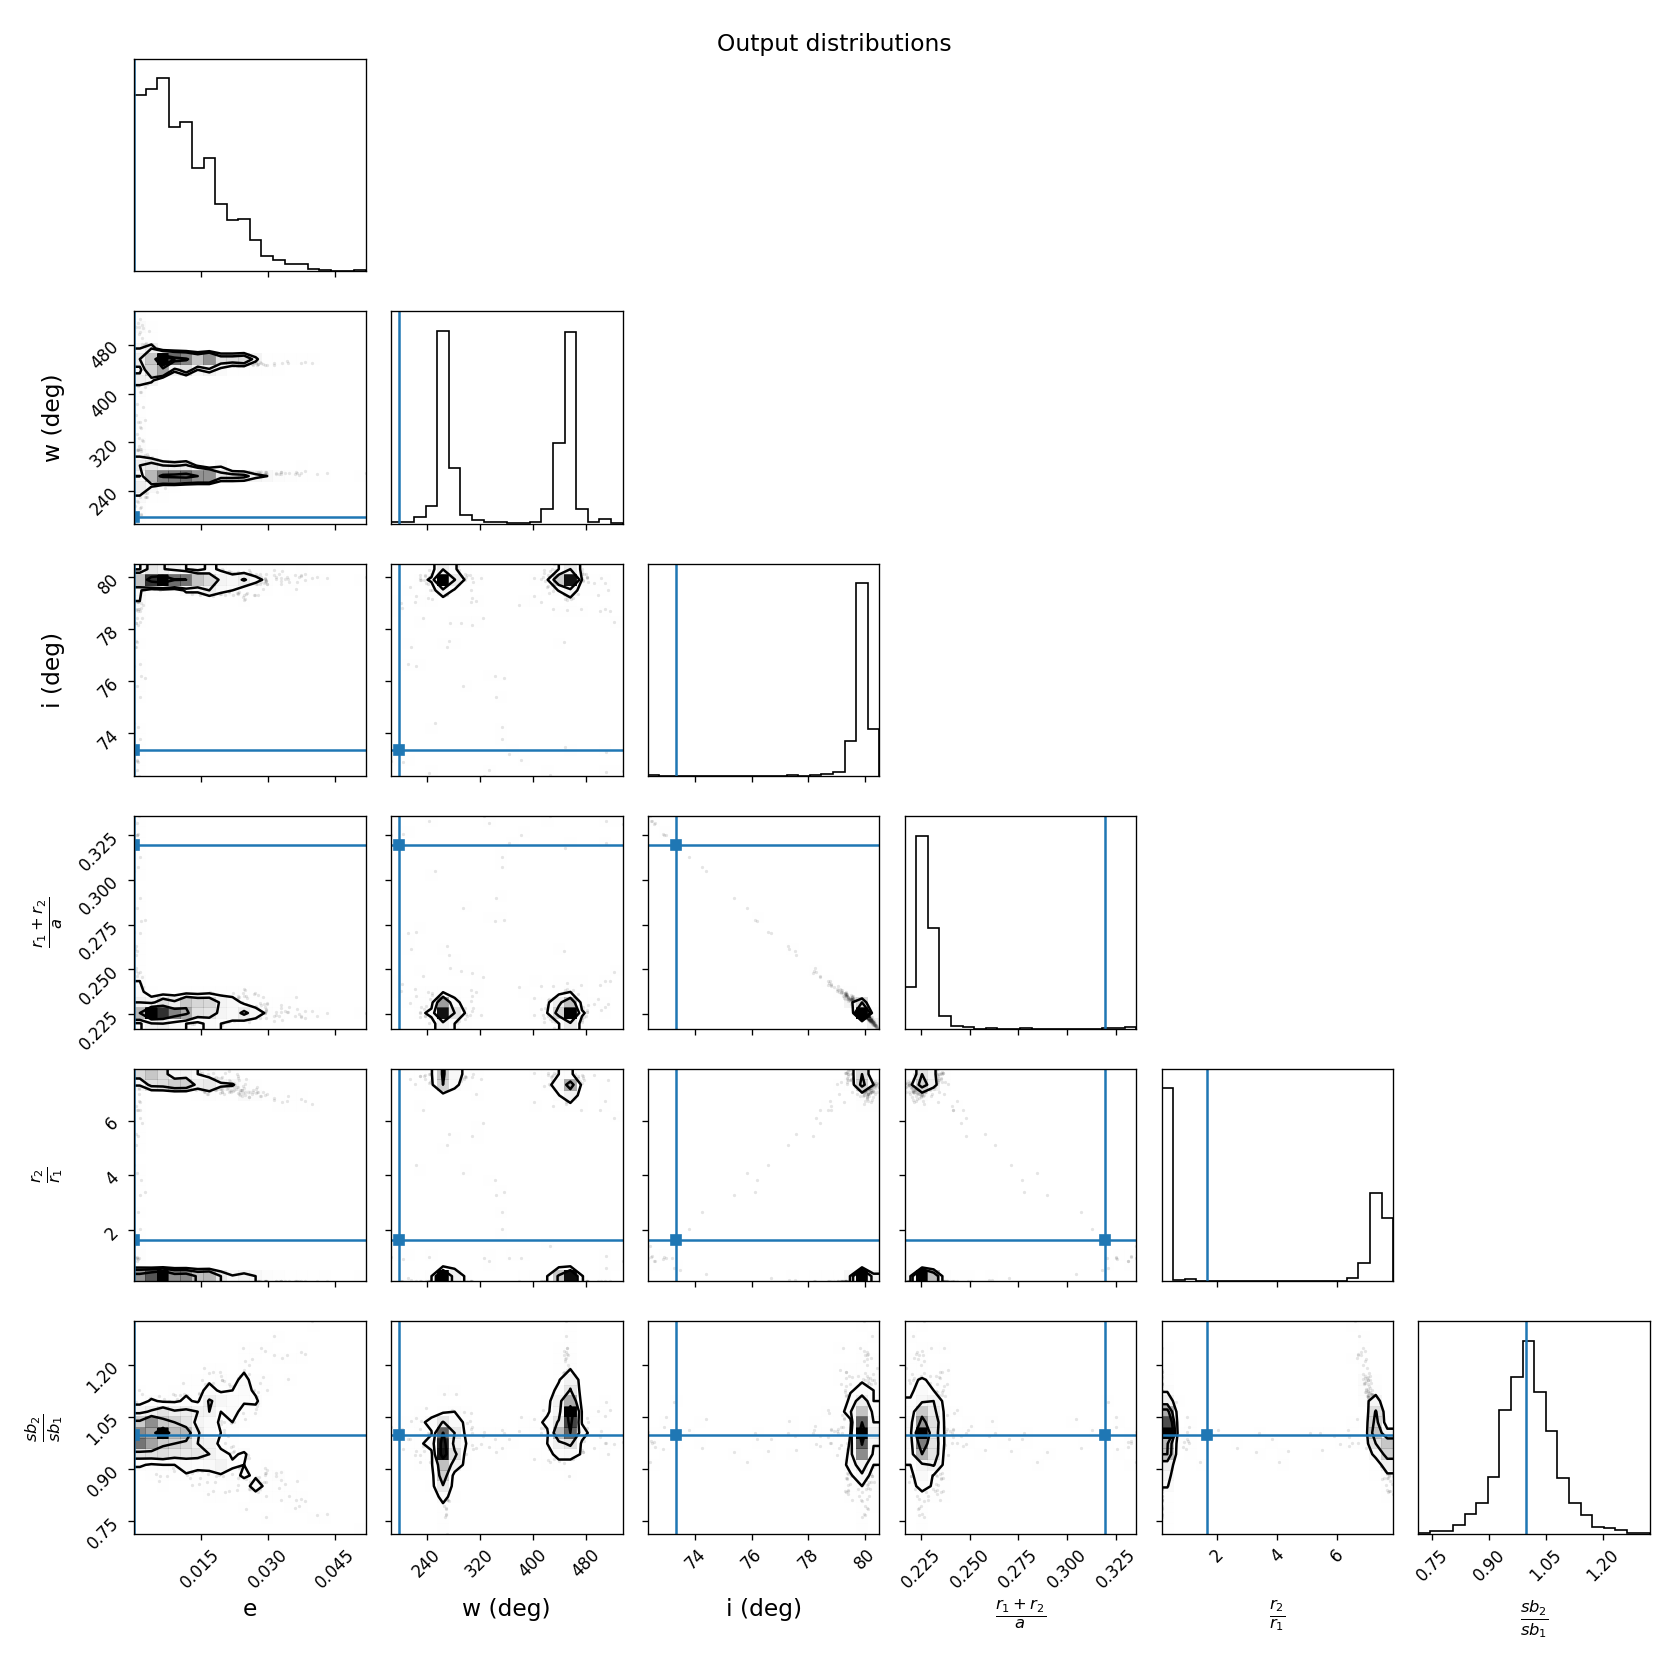 Output distributions
w (deg)
480
400
320
240
i (deg)
80
78
76
74
r₁ + r₂
a
0.325
0.300
0.275
0.250
0.225
r₂
r₁
6
4
2
sb₂
sb₁
1.20
1.05
0.90
0.75
0.015 0.030 0.045
240 320 400 480
74 76 78 80
0.225 0.250 0.275 0.300 0.325
2 4 6
0.75 0.90 1.05 1.20
e
w (deg)
i (deg)
r₁ + r₂
a
r₂
r₁
sb₂
sb₁